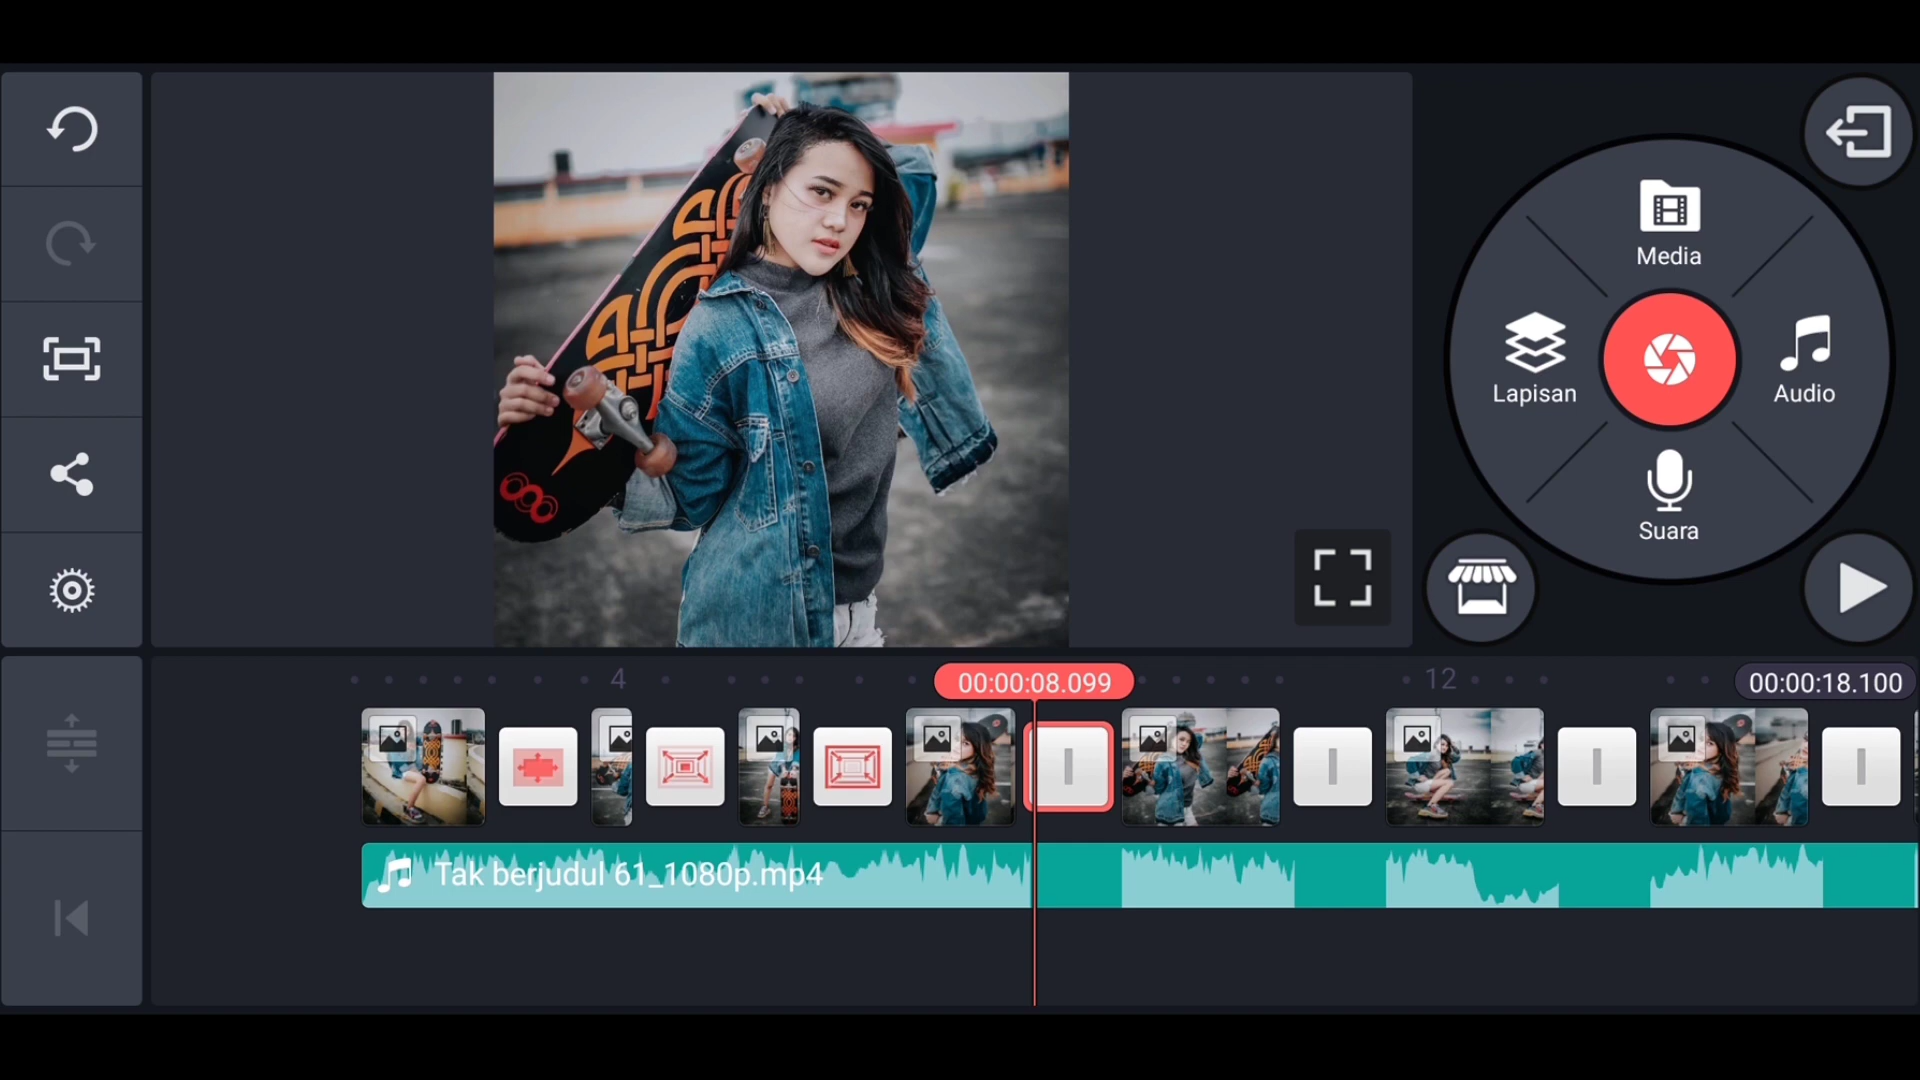 Media
Lapisan
Audio
Suara
4
00:00:08.099
12
00:00:18.100
Tak berjudul 61_1080p.mp4